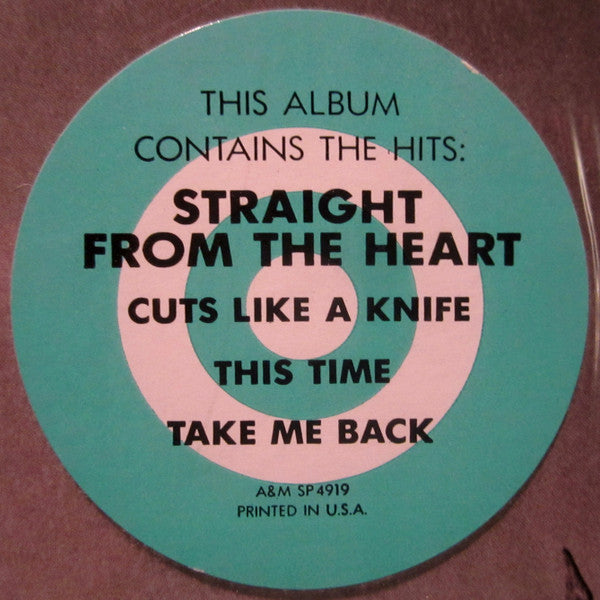 THIS ALBUM
CONTAINS THE HITS:
STRAIGHT
FROM THE HEART
CUTS LIKE A KNIFE
THIS TIME
TAKE ME BACK
A&M SP 4919
PRINTED IN U.S.A.